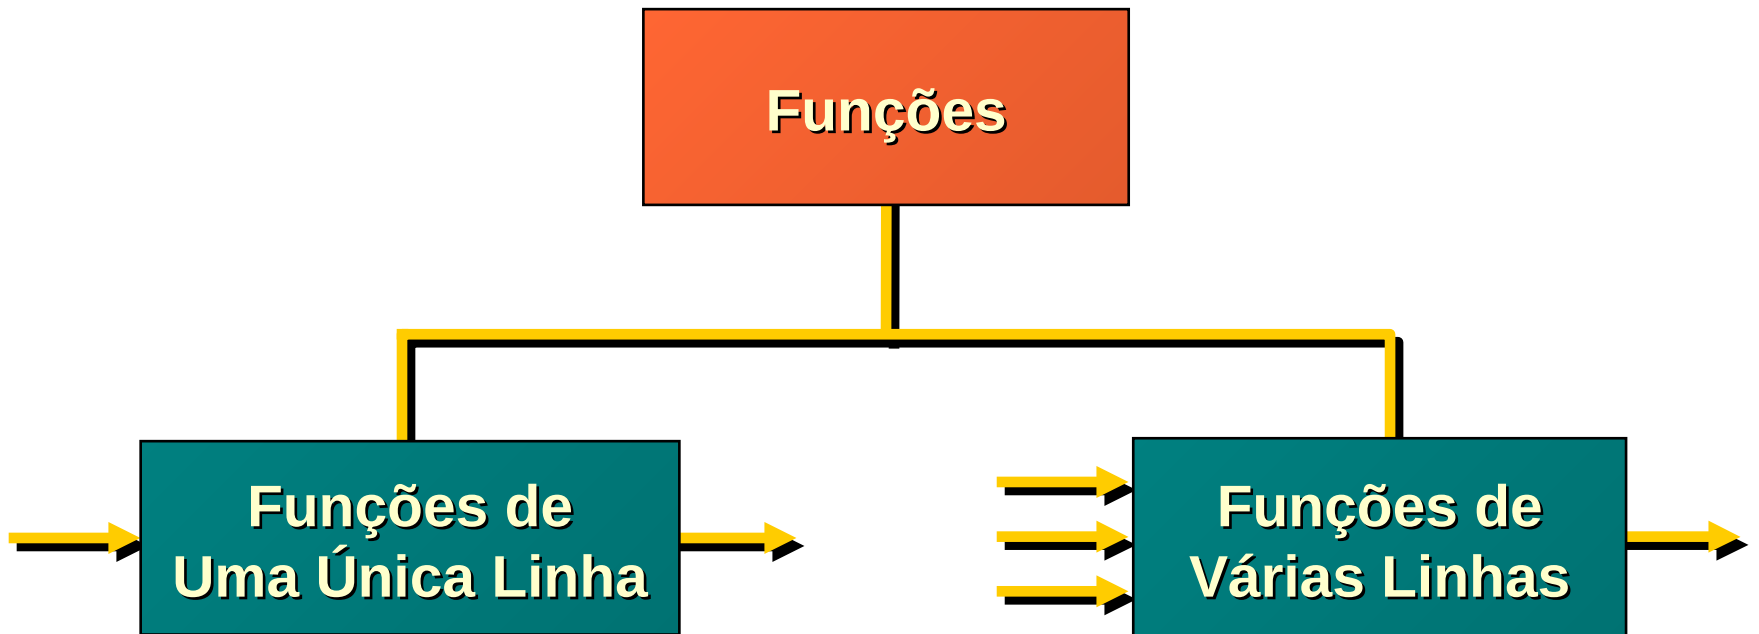 Funções
Funções de
Uma Única Linha
Funções de
Várias Linhas